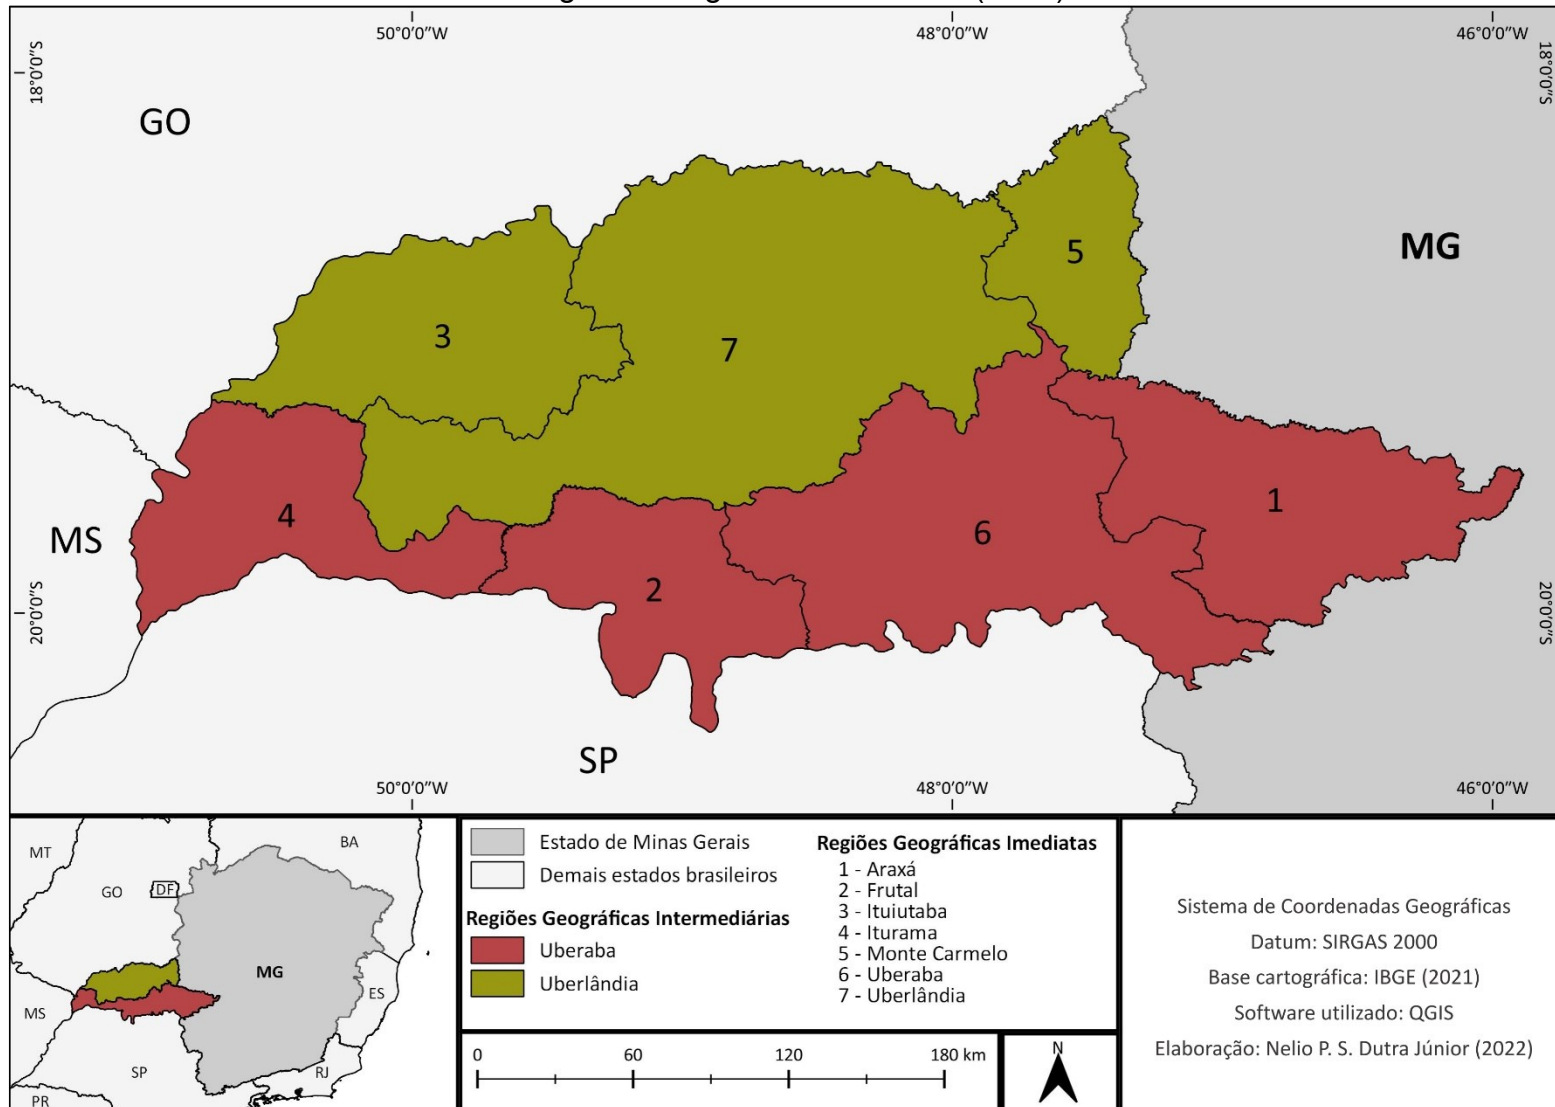 50°0'0"W 48°0'0"W 46°0'0"W
18°0'0"S 18°0'0"S
GO
MG
5
3
7
4
1
MS
6
2
20°0'0"S 20°0'0"S
SP
50°0'0"W 48°0'0"W 46°0'0"W
MT
BA
GO
DF
MG
ES
MS
SP
RJ
PR
Estado de Minas Gerais
Demais estados brasileiros
Regiões Geográficas Intermediárias
Uberaba
Uberlândia
Regiões Geográficas Imediatas
1 - Araxá
2 - Frutal
3 - Ituiutaba
4 - Iturama
5 - Monte Carmelo
6 - Uberaba
7 - Uberlândia
0 60 120 180 km
N
Sistema de Coordenadas Geográficas
Datum: SIRGAS 2000
Base cartográfica: IBGE (2021)
Software utilizado: QGIS
Elaboração: Nelio P. S. Dutra Júnior (2022)